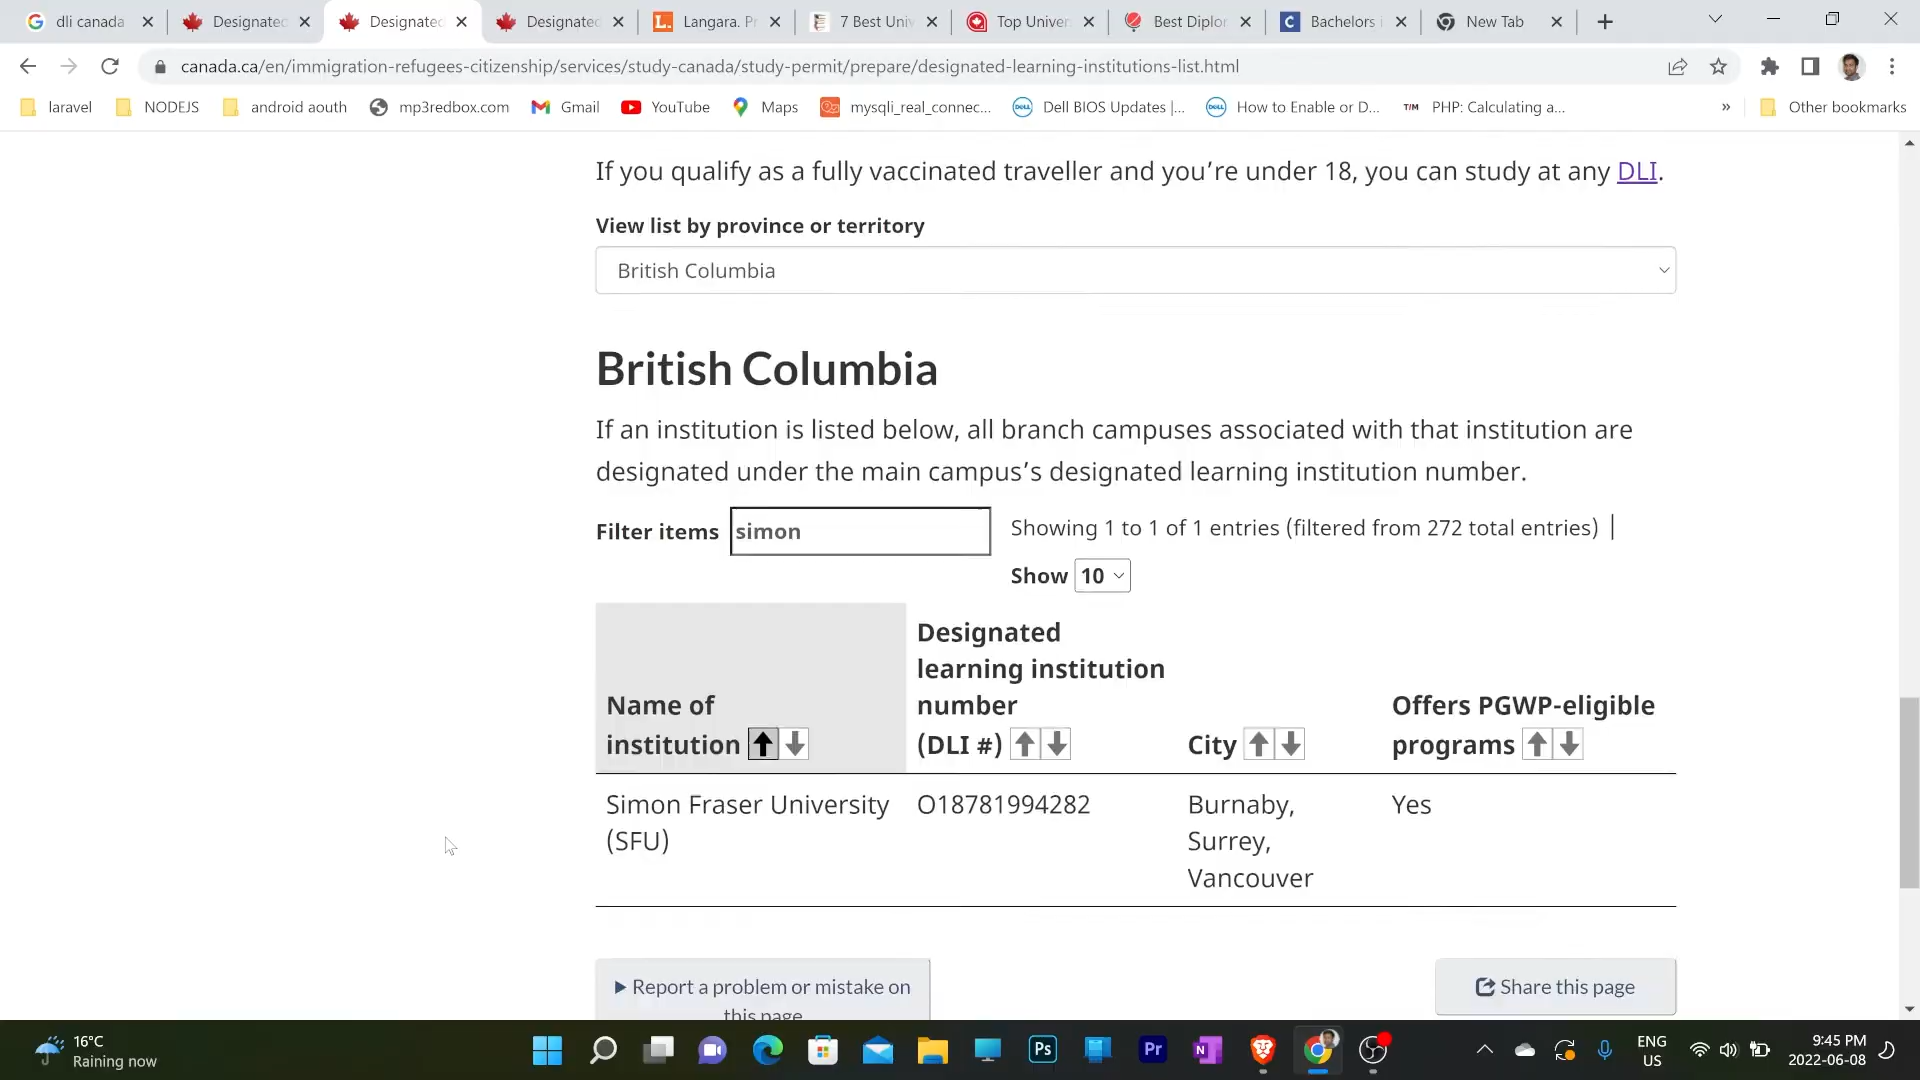 dli canada
Designated
Designated
Designated
Langara. Pr
7 Best Univ
Top Univer
Best Diplor
Bachelors i
New Tab
canada.ca/en/immigration-refugees-citizenship/services/study-canada/study-permit/prepare/designated-learning-institutions-list.html
laravel
NODEJS
android aouth
mp3redbox.com
Gmail
YouTube
Maps
mysqli_real_connec...
Dell BIOS Updates |...
How to Enable or D...
T/M
PHP: Calculating a...
»
Other bookmarks
If you qualify as a fully vaccinated traveller and you’re under 18, you can study at any DLI.
View list by province or territory
British Columbia
British Columbia
If an institution is listed below, all branch campuses associated with that institution are
designated under the main campus’s designated learning institution number.
Filter items simon
Showing 1 to 1 of 1 entries (filtered from 272 total entries) |
Show 10
Name of
institution
Designated
learning institution
number
(DLI #)
City
Offers PGWP-eligible
programs
Simon Fraser University
(SFU)
O18781994282
Burnaby,
Surrey,
Vancouver
Yes
Report a problem or mistake on
this page
Share this page
16°C
Raining now
Ps
Pr
N
ENG
US
9:45 PM
2022-06-08